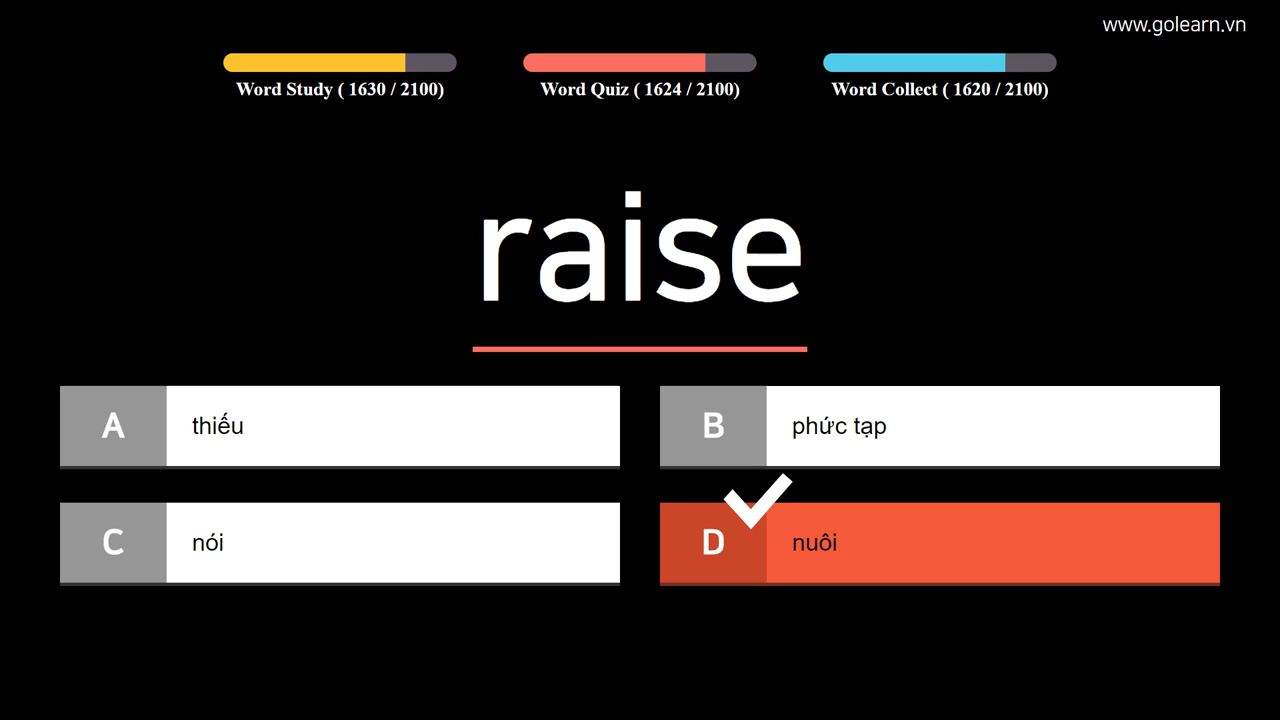 www.golearn.vn
Word Study ( 1630 / 2100)
Word Quiz ( 1624 / 2100)
Word Collect ( 1620 / 2100)
raise
A thiếu
B phức tạp
C nói
D nuôi